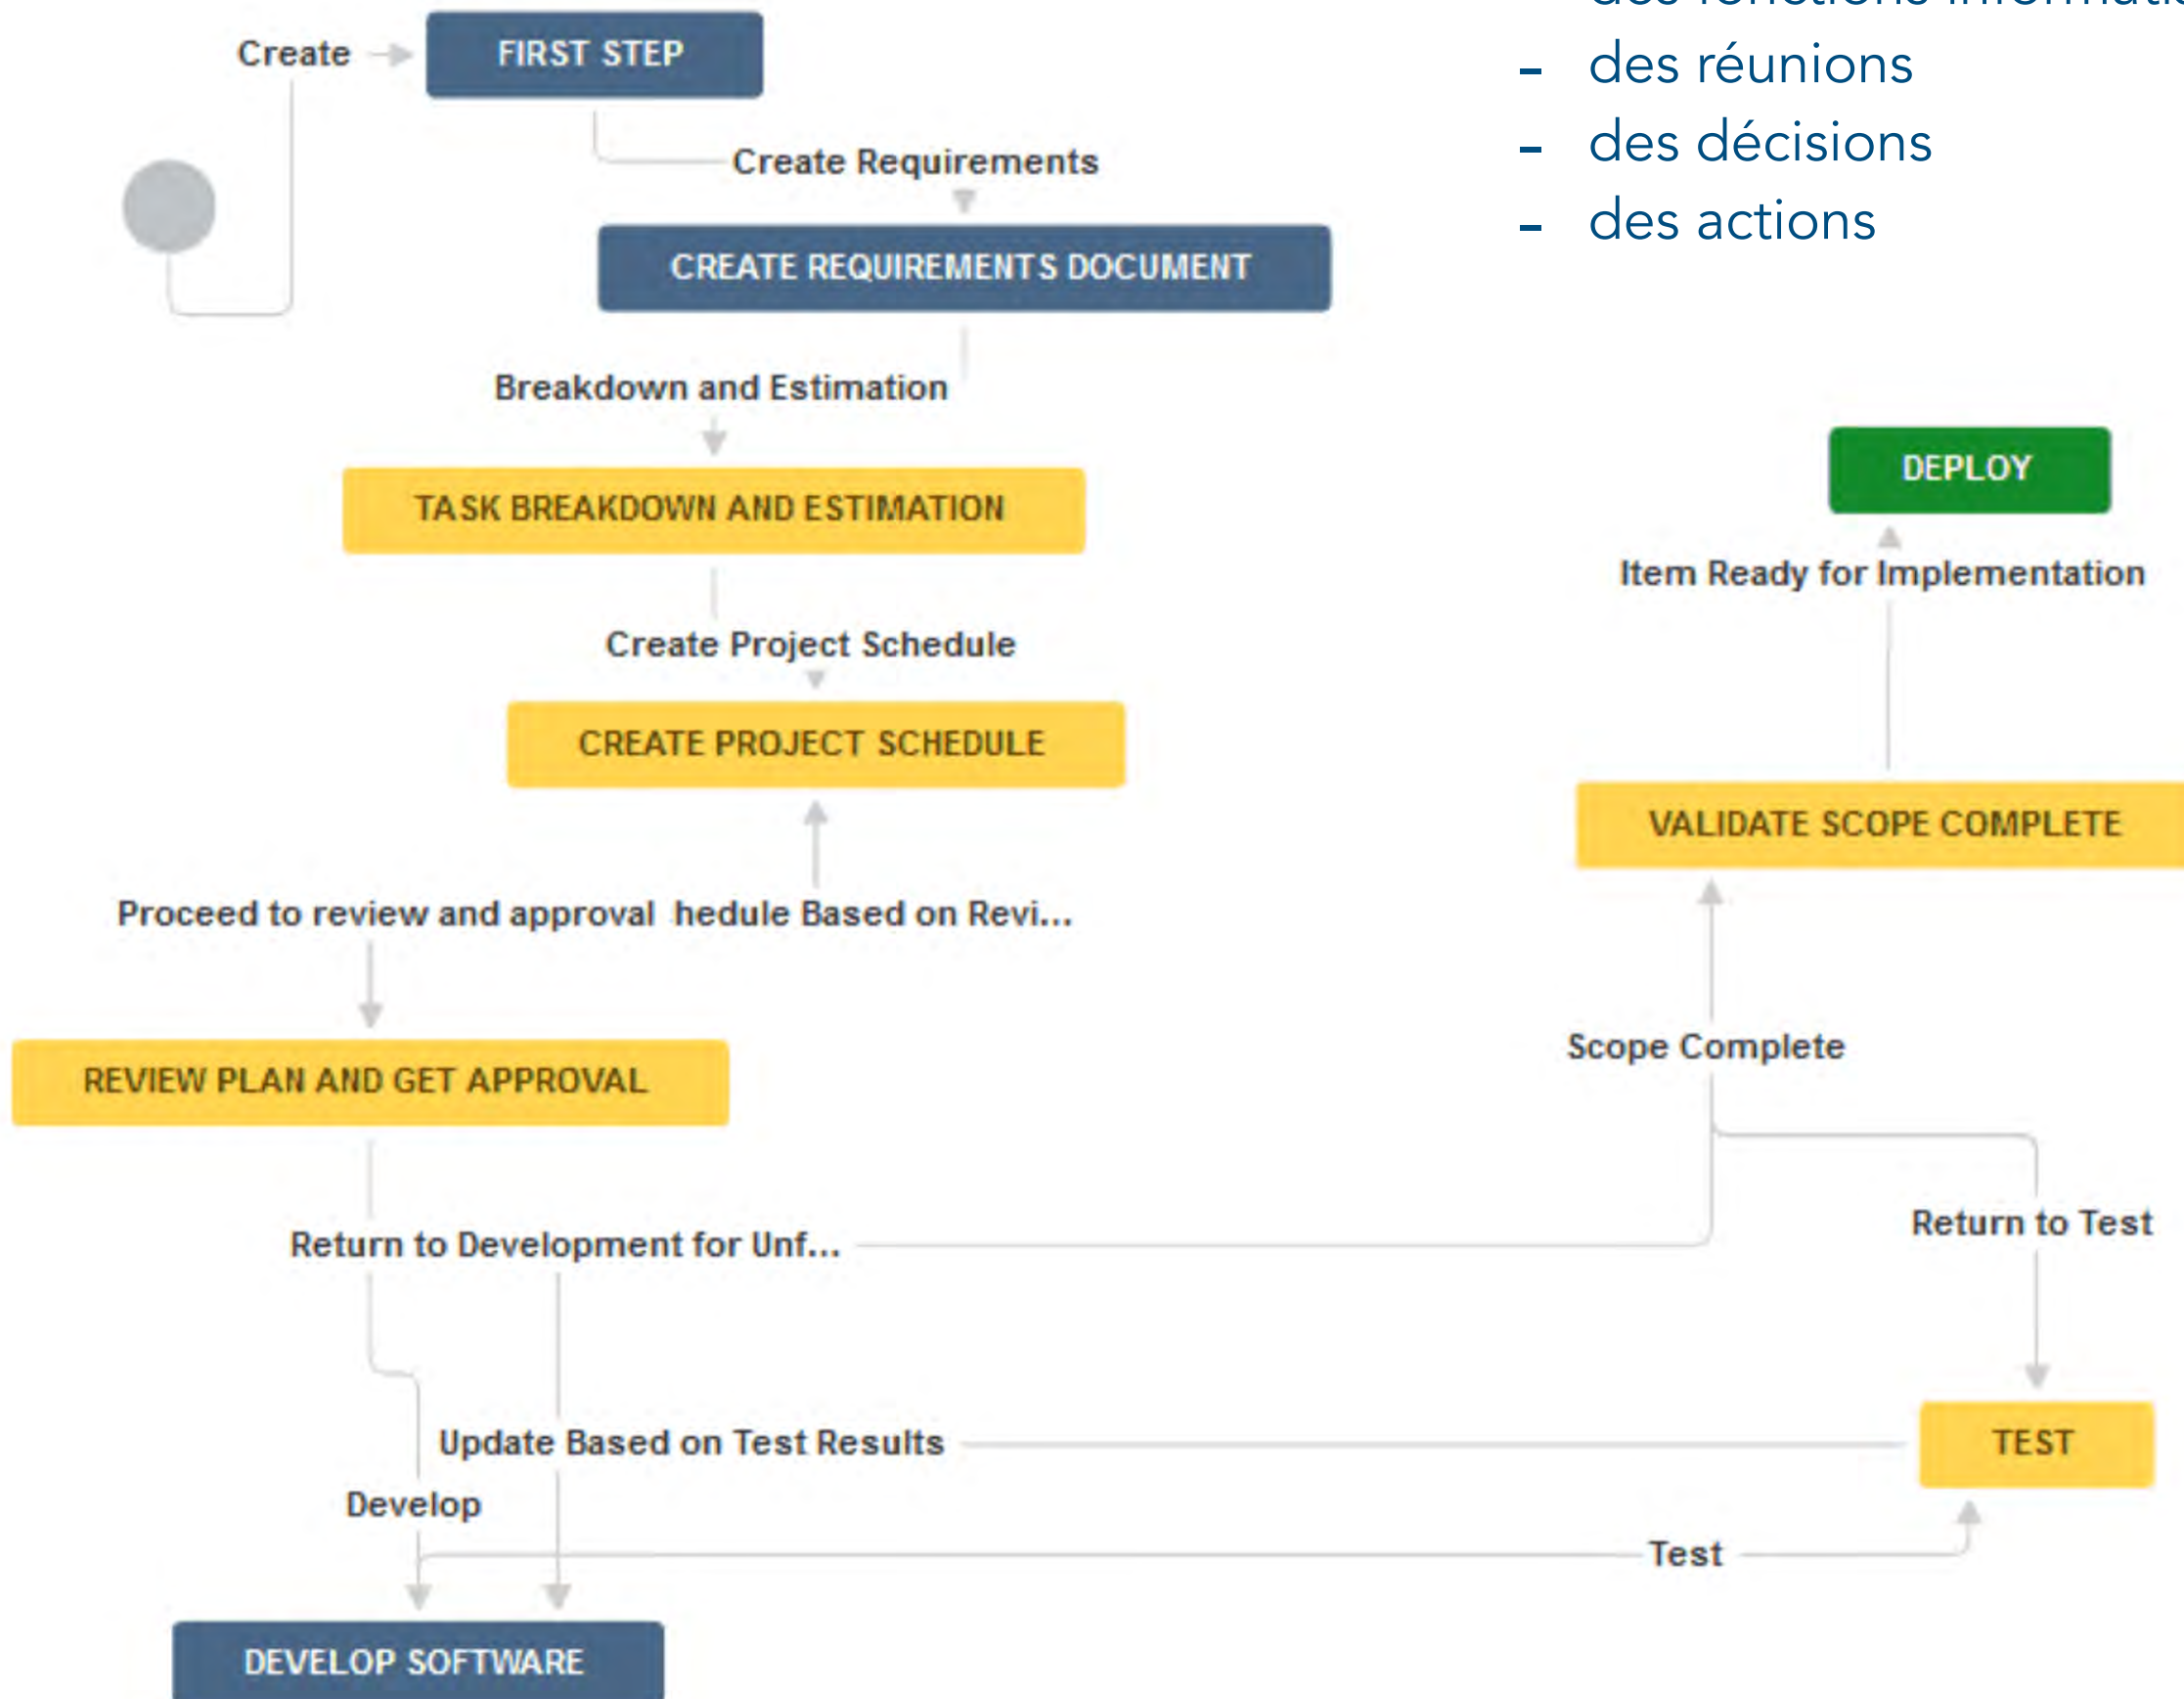 des réunions
des décisions
des actions
Create
FIRST STEP
Create Requirements
CREATE REQUIREMENTS DOCUMENT
Breakdown and Estimation
TASK BREAKDOWN AND ESTIMATION
Create Project Schedule
CREATE PROJECT SCHEDULE
Proceed to review and approval
hedule Based on Revi...
REVIEW PLAN AND GET APPROVAL
Return to Development for Unf...
Update Based on Test Results
Develop
DEVELOP SOFTWARE
DEPLOY
Item Ready for Implementation
VALIDATE SCOPE COMPLETE
Scope Complete
Return to Test
TEST
Test